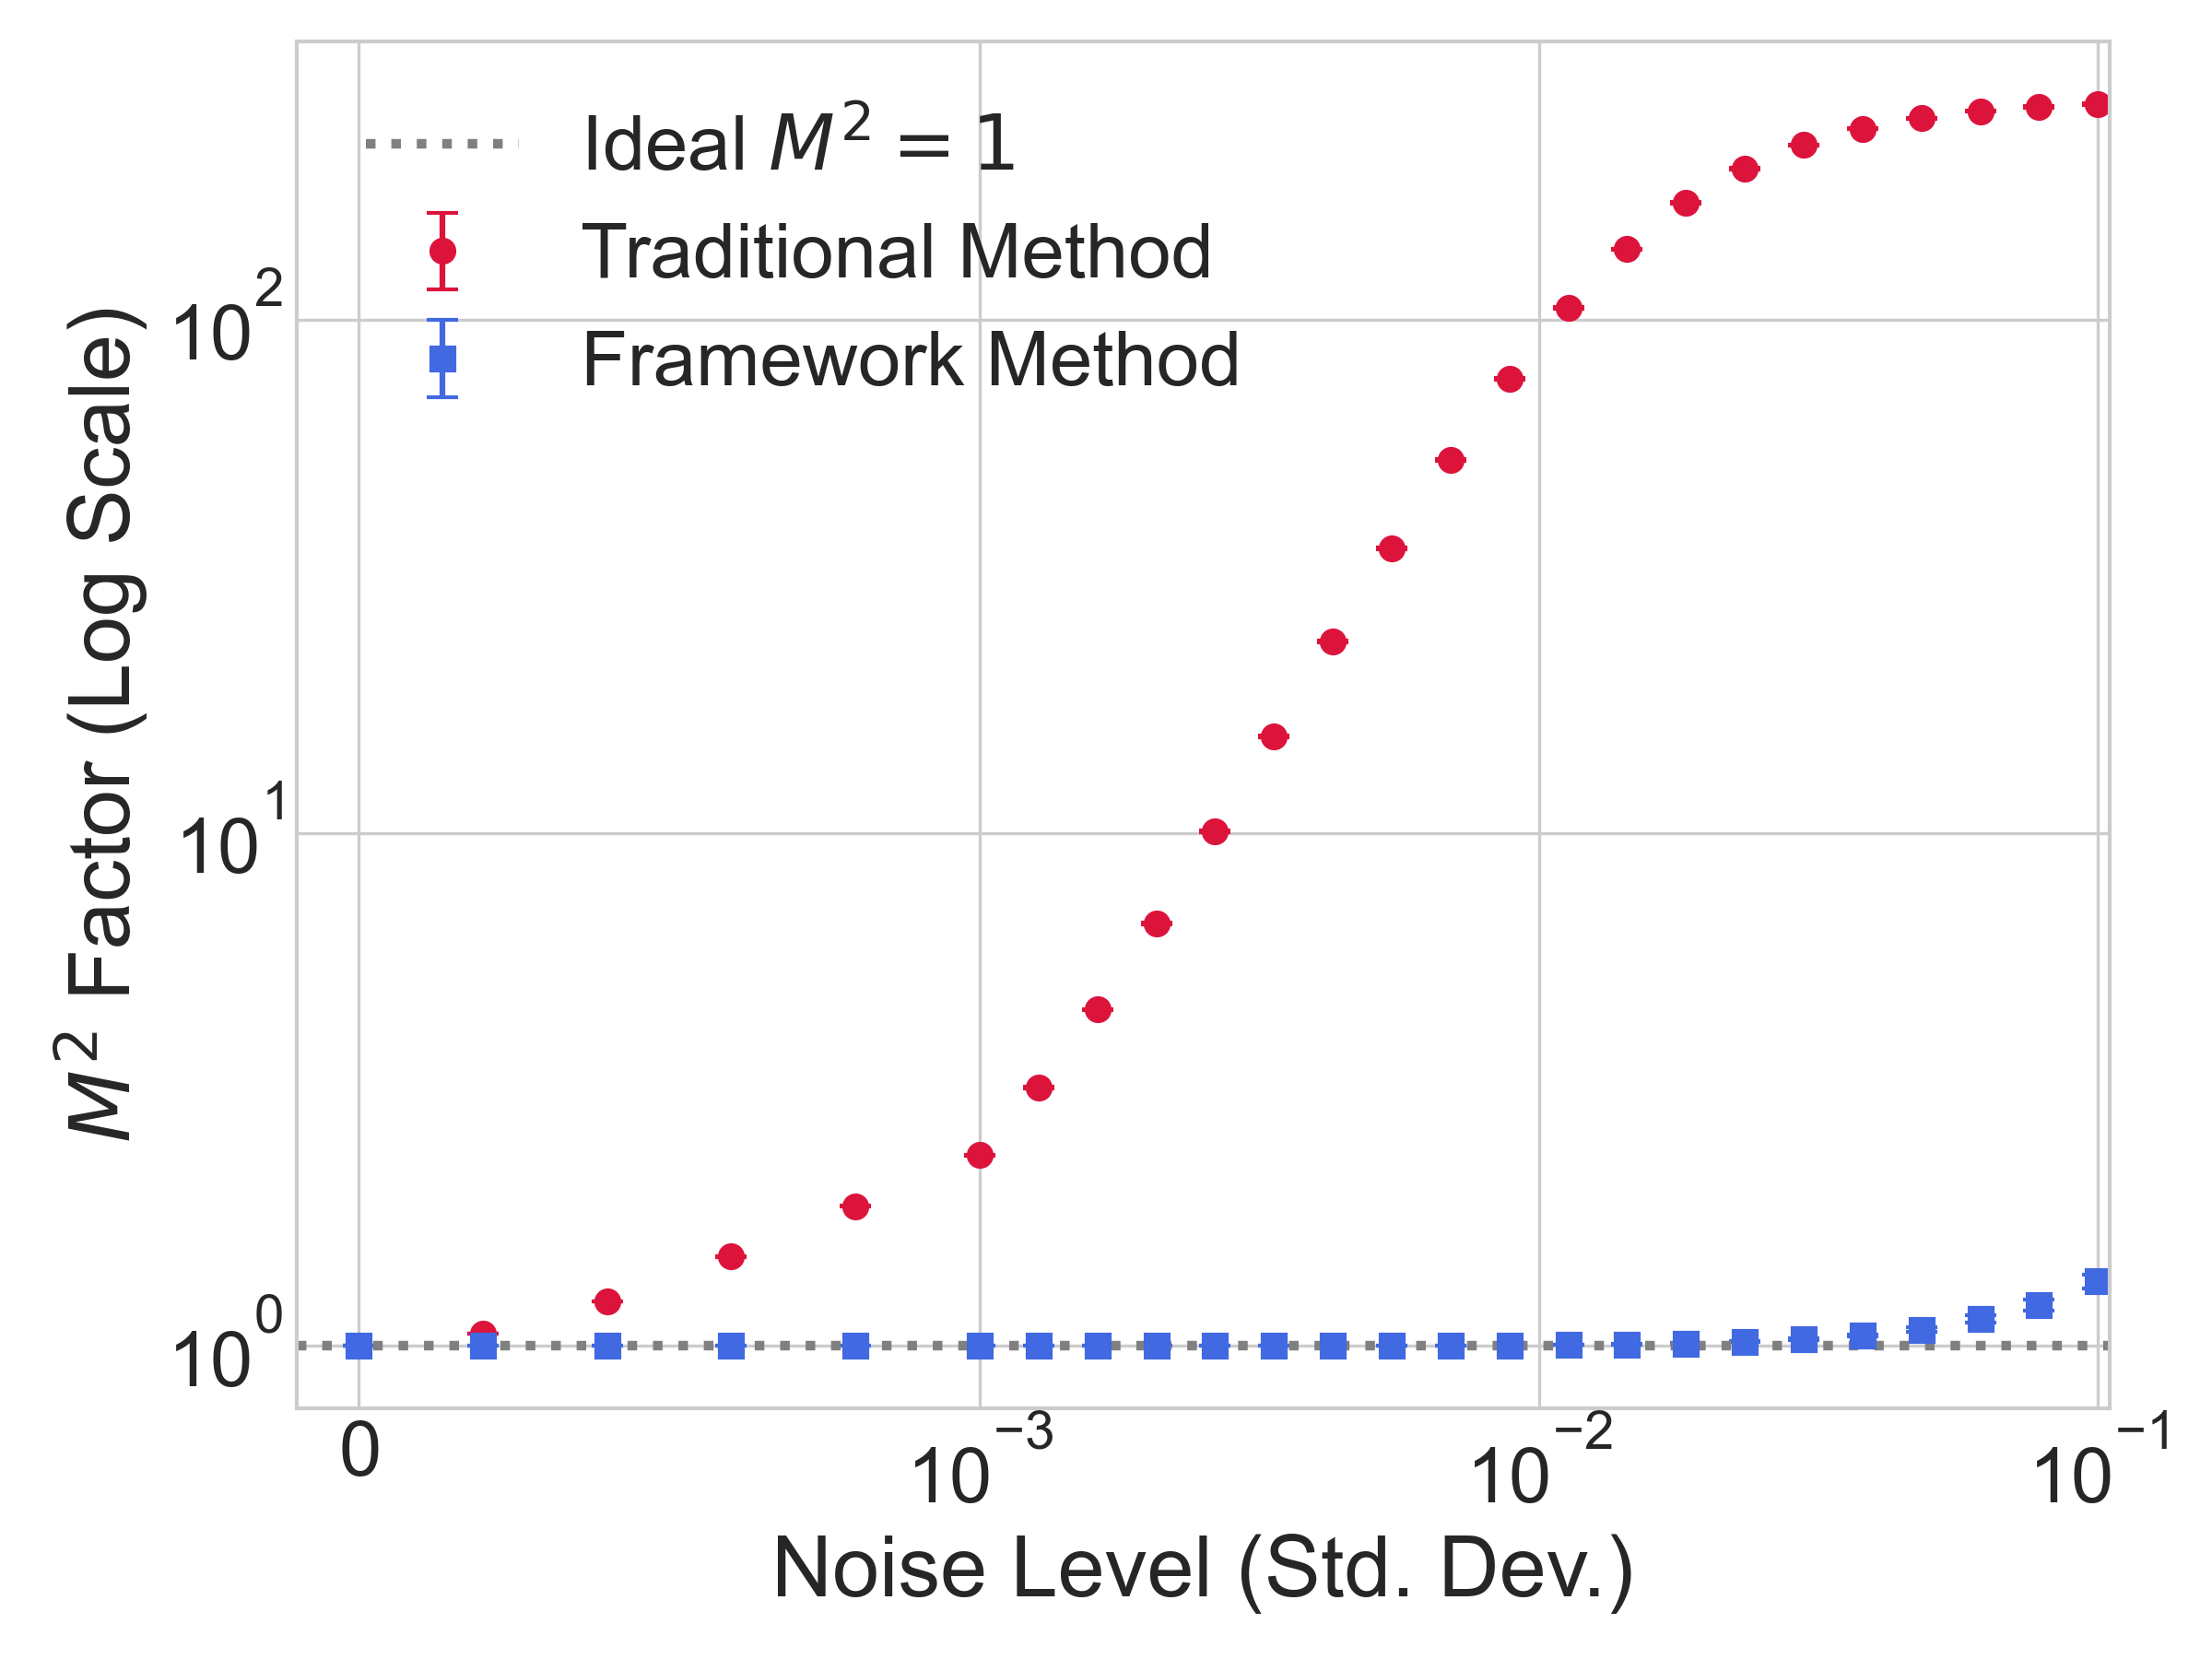 Ideal M² = 1
Traditional Method
Framework Method
M² Factor (Log Scale)
10²
10¹
10⁰
0
10⁻³
10⁻²
10⁻¹
Noise Level (Std. Dev.)